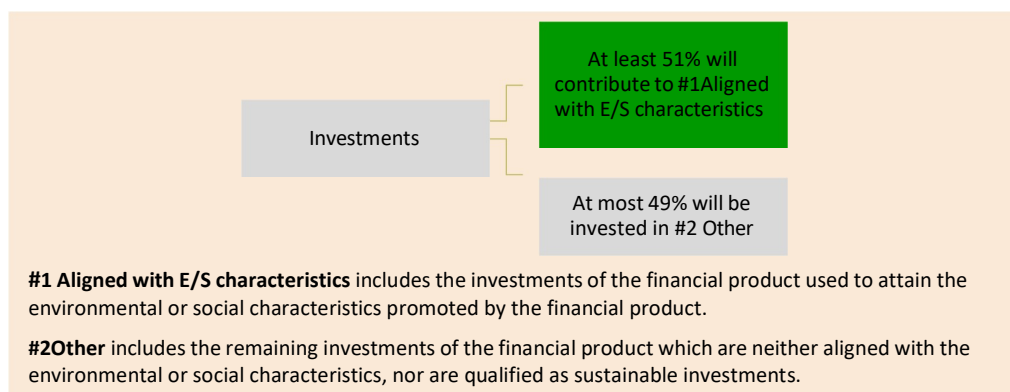 At least 51% will
contribute to #1Aligned
with E/S characteristics
Investments
At most 49% will be
invested in #2 Other
#1 Aligned with E/S characteristics includes the investments of the financial product used to attain the
environmental or social characteristics promoted by the financial product.
#2Other includes the remaining investments of the financial product which are neither aligned with the
environmental or social characteristics, nor are qualified as sustainable investments.